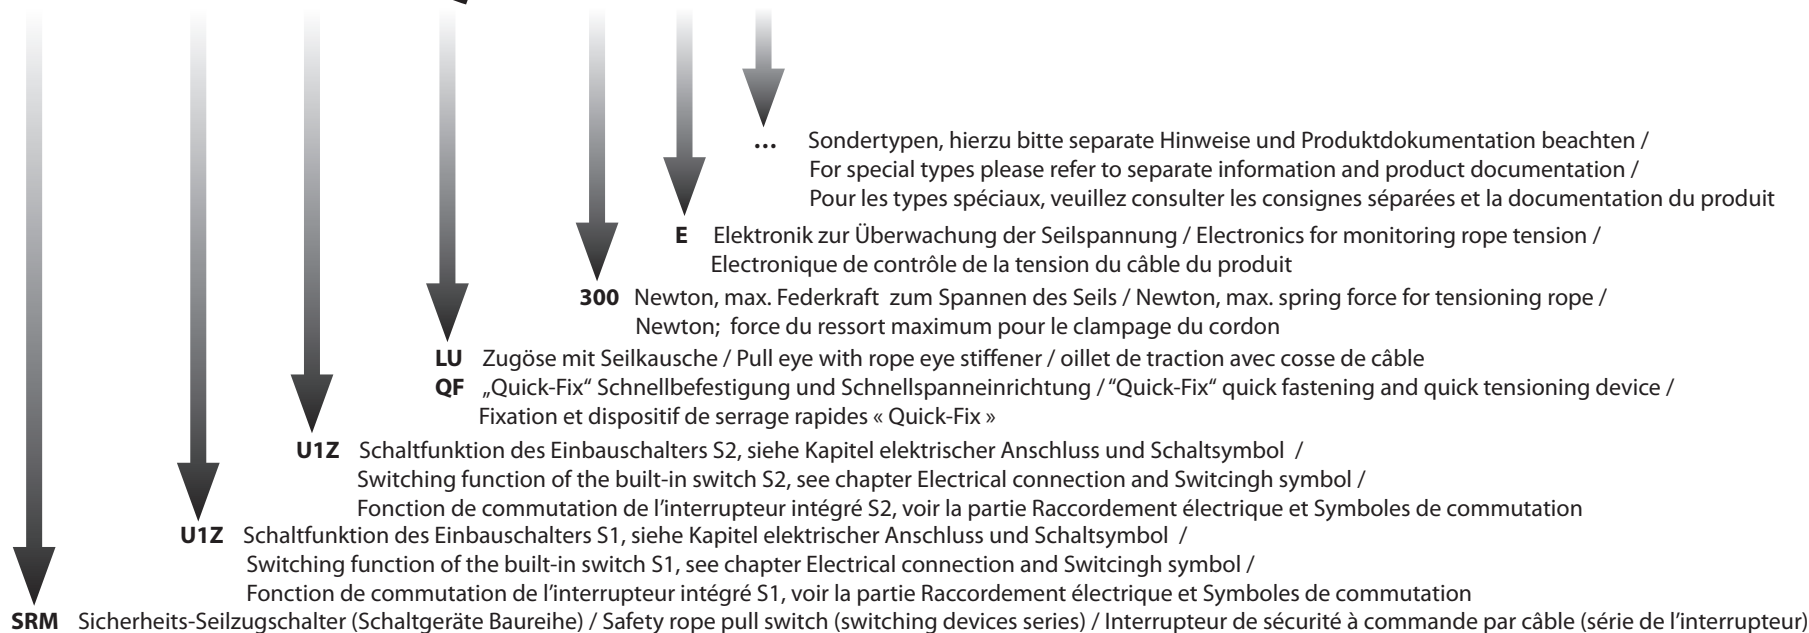 ... Sondertypen, hierzu bitte separate Hinweise und Produktdokumentation beachten /
For special types please refer to separate information and product documentation /
Pour les types spéciaux, veuillez consulter les consignes séparées et la documentation du produit
E Elektronik zur Überwachung der Seilspannung / Electronics for monitoring rope tension /
Electronique de contrôle de la tension du câble du produit
300 Newton, max. Federkraft zum Spannen des Seils / Newton, max. spring force for tensioning rope /
Newton; force du ressort maximum pour le clampage du cordon
LU Zugöse mit Seilkausche / Pull eye with rope eye stiffener / oillet de traction avec cosse de câble
QF „Quick-Fix“ Schnellbefestigung und Schnellspanneinrichtung / “Quick-Fix“ quick fastening and quick tensioning device /
Fixation et dispositif de serrage rapides « Quick-Fix »
U1Z Schaltfunktion des Einbauschalters S2, siehe Kapitel elektrischer Anschluss und Schaltsymbol /
Switching function of the built-in switch S2, see chapter Electrical connection and Switcingh symbol /
Fonction de commutation de l’interrupteur intégré S2, voir la partie Raccordement électrique et Symboles de commutation
U1Z Schaltfunktion des Einbauschalters S1, siehe Kapitel elektrischer Anschluss und Schaltsymbol /
Switching function of the built-in switch S1, see chapter Electrical connection and Switcingh symbol /
Fonction de commutation de l’interrupteur intégré S1, voir la partie Raccordement électrique et Symboles de commutation
SRM Sicherheits-Seilzugschalter (Schaltgeräte Baureihe) / Safety rope pull switch (switching devices series) / Interrupteur de sécurité à commande par câble (série de l’interrupteur)